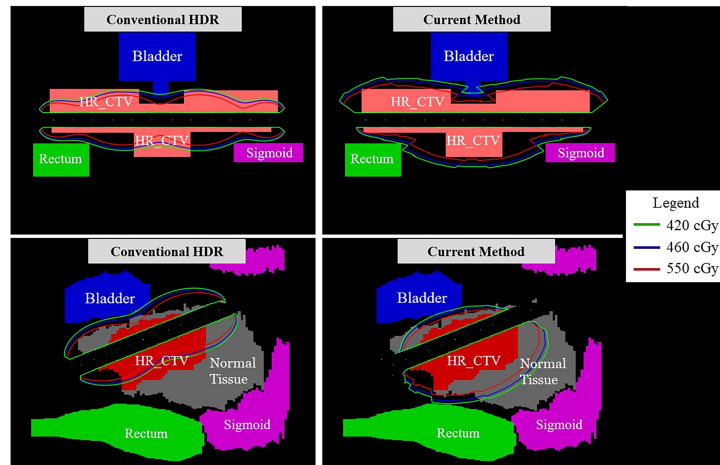 Conventional HDR
Current Method
Bladder
Bladder
HR_CTV
HR_CTV
HR_CTV
HR_CTV
Rectum
Sigmoid
Rectum
Sigmoid
Legend
420 cGy
460 cGy
550 cGy
Conventional HDR
Current Method
Bladder
Bladder
HR_CTV
Normal
Tissue
HR_CTV
Normal
Tissue
Rectum
Sigmoid
Rectum
Sigmoid